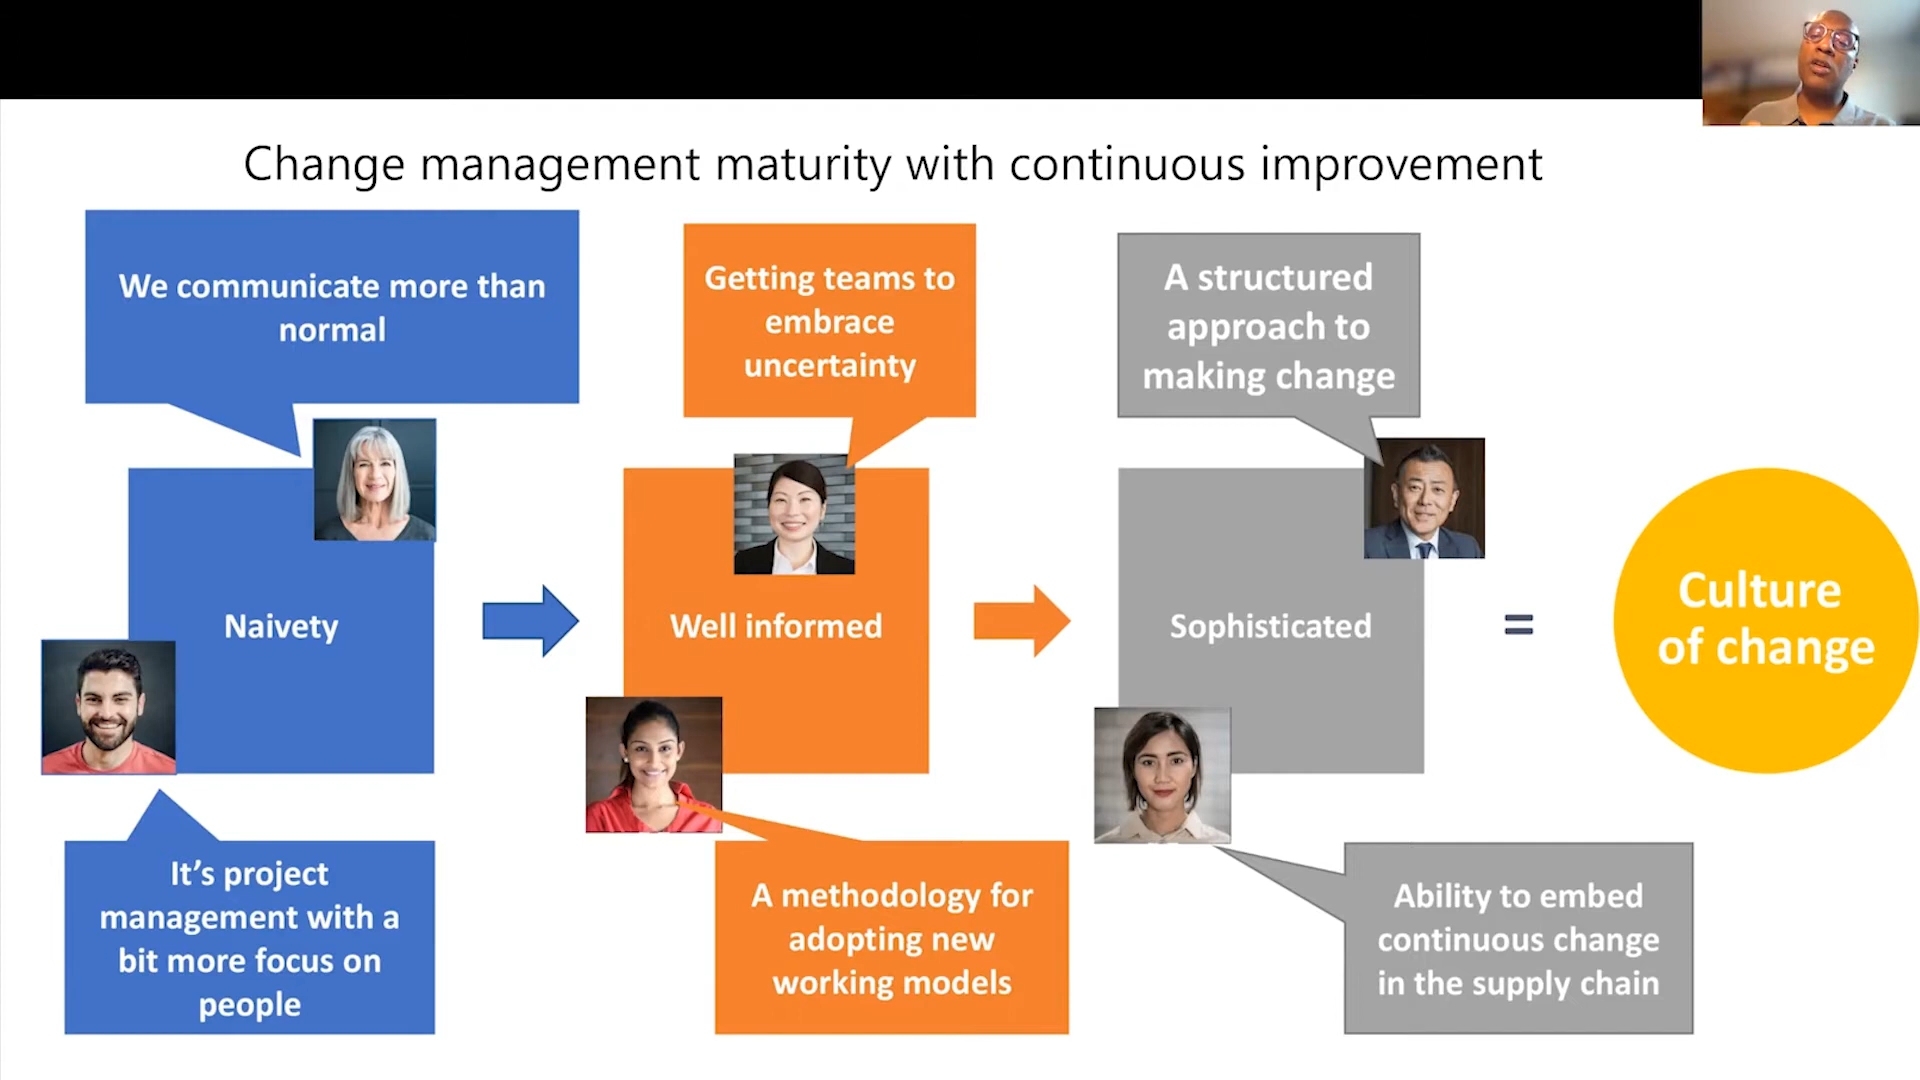 Change management maturity with continuous improvement
We communicate more than
normal
Getting teams to
embrace
uncertainty
A structured
approach to
making change
Naivety
Well informed
Sophisticated
=
Culture
of change
It’s project
management with a
bit more focus on
people
A methodology for
adopting new
working models
Ability to embed
continuous change
in the supply chain